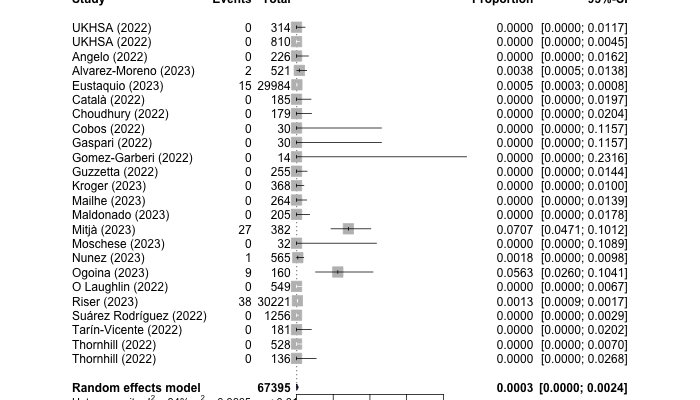 Study Events Total Proportion 95%-CI
UKHSA (2022) 0 314 0.0000 [0.0000; 0.0117]
UKHSA (2022) 0 810 0.0000 [0.0000; 0.0045]
Angelo (2022) 0 226 0.0000 [0.0000; 0.0162]
Alvarez-Moreno (2023) 2 521 0.0038 [0.0005; 0.0138]
Eustaquio (2023) 15 29984 0.0005 [0.0003; 0.0008]
Català (2022) 0 185 0.0000 [0.0000; 0.0197]
Choudhury (2022) 0 179 0.0000 [0.0000; 0.0204]
Cobos (2022) 0 30 0.0000 [0.0000; 0.1157]
Gaspari (2022) 0 30 0.0000 [0.0000; 0.1157]
Gomez-Garberi (2022) 0 14 0.0000 [0.0000; 0.2316]
Guzzetta (2022) 0 255 0.0000 [0.0000; 0.0144]
Kroger (2023) 0 368 0.0000 [0.0000; 0.0100]
Mailhe (2023) 0 264 0.0000 [0.0000; 0.0139]
Maldonado (2023) 0 205 0.0000 [0.0000; 0.0178]
Mitjà (2023) 27 382 0.0707 [0.0471; 0.1012]
Moschese (2023) 0 32 0.0000 [0.0000; 0.1089]
Nunez (2023) 1 565 0.0018 [0.0000; 0.0098]
Ogoina (2023) 9 160 0.0563 [0.0260; 0.1041]
O Laughlin (2022) 0 549 0.0000 [0.0000; 0.0067]
Riser (2023) 38 30221 0.0013 [0.0009; 0.0017]
Suárez Rodríguez (2022) 0 1256 0.0000 [0.0000; 0.0029]
Tarín-Vicente (2022) 0 181 0.0000 [0.0000; 0.0202]
Thornhill (2022) 0 528 0.0000 [0.0000; 0.0070]
Thornhill (2022) 0 136 0.0000 [0.0000; 0.0268]
Random effects model 67395 0.0003 [0.0000; 0.0024]